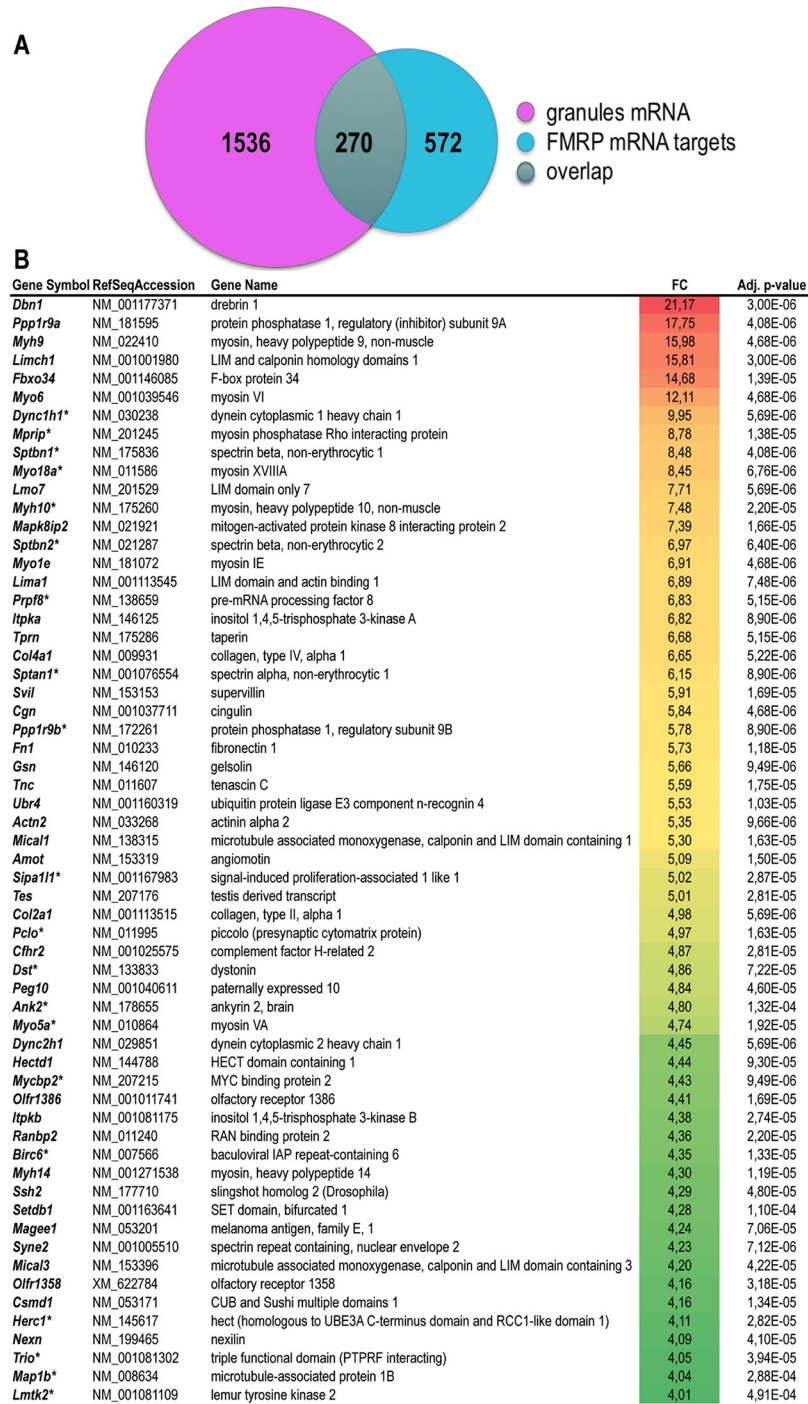 A
1536
270
572
granules mRNA
FMRP mRNA targets
overlap
B
Gene Symbol RefSeqAccession Gene Name FC Adj. p-value
Dbn1 NM_001177371 drebrin 1 21,17 3,00E-06
Ppp1r9a NM_181595 protein phosphatase 1, regulatory (inhibitor) subunit 9A 17,75 4,08E-06
Myh9 NM_022410 myosin, heavy polypeptide 9, non-muscle 15,98 4,68E-06
Limch1 NM_001001980 LIM and calponin homology domains 1 15,81 3,00E-06
Fbxo34 NM_001146085 F-box protein 34 14,68 1,39E-05
Myo6 NM_001039546 myosin VI 12,11 4,68E-06
Dync1h1* NM_030238 dynein cytoplasmic 1 heavy chain 1 9,95 5,69E-06
Mprip* NM_201245 myosin phosphatase Rho interacting protein 8,78 1,38E-05
Sptbn1* NM_175836 spectrin beta, non-erythrocytic 1 8,48 4,08E-06
Myo18a* NM_011586 myosin XVIIIA 8,45 6,76E-06
Lmo7 NM_201529 LIM domain only 7 7,71 5,69E-06
Myh10* NM_175260 myosin, heavy polypeptide 10, non-muscle 7,48 2,20E-05
Mapk8ip2 NM_021921 mitogen-activated protein kinase 8 interacting protein 2 7,39 1,66E-05
Sptbn2* NM_021287 spectrin beta, non-erythrocytic 2 6,97 6,40E-06
Myo1e NM_181072 myosin IE 6,91 4,68E-06
Lima1 NM_001113545 LIM domain and actin binding 1 6,89 7,48E-06
Prpf8* NM_138659 pre-mRNA processing factor 8 6,83 5,15E-06
Itpka NM_146125 inositol 1,4,5-trisphosphate 3-kinase A 6,82 8,90E-06
Tprn NM_175286 taperin 6,68 5,15E-06
Col4a1 NM_009931 collagen, type IV, alpha 1 6,65 5,22E-06
Sptan1* NM_001076554 spectrin alpha, non-erythrocytic 1 6,15 8,90E-06
Svil NM_153153 supervillin 5,91 1,69E-05
Cgn NM_001037711 cingulin 5,84 4,68E-06
Ppp1r9b* NM_172261 protein phosphatase 1, regulatory subunit 9B 5,78 8,90E-06
Fn1 NM_010233 fibronectin 1 5,73 1,18E-05
Gsn NM_146120 gelsolin 5,66 9,49E-06
Tnc NM_011607 tenascin C 5,59 1,75E-05
Ubr4 NM_001160319 ubiquitin protein ligase E3 component n-recognin 4 5,53 1,03E-05
Actn2 NM_033268 actinin alpha 2 5,35 9,66E-06
Mical1 NM_138315 microtubule associated monoxygenase, calponin and LIM domain containing 1 5,30 1,63E-05
Amot NM_153319 angiomotin 5,09 1,50E-05
Sipa1l1* NM_001167983 signal-induced proliferation-associated 1 like 1 5,02 2,87E-05
Tes NM_207176 testis derived transcript 5,01 2,81E-05
Col2a1 NM_001113515 collagen, type II, alpha 1 4,98 5,69E-06
Pclo* NM_011995 piccolo (presynaptic cytomatrix protein) 4,97 1,63E-05
Cfhr2 NM_001025575 complement factor H-related 2 4,87 2,81E-05
Dst* NM_133833 dystonin 4,86 7,22E-05
Peg10 NM_001040611 paternally expressed 10 4,84 4,60E-05
Ank2* NM_178655 ankyrin 2, brain 4,80 1,32E-04
Myo5a* NM_010864 myosin VA 4,74 1,92E-05
Dync2h1 NM_029851 dynein cytoplasmic 2 heavy chain 1 4,45 5,69E-06
Hectd1 NM_144788 HECT domain containing 1 4,44 9,30E-05
Mycbp2* NM_207215 MYC binding protein 2 4,43 9,49E-06
Olfr1386 NM_001011741 olfactory receptor 1386 4,41 1,69E-05
Itpkb NM_001081175 inositol 1,4,5-trisphosphate 3-kinase B 4,38 2,74E-05
Ranbp2 NM_011240 RAN binding protein 2 4,36 2,20E-05
Birc6* NM_007566 baculoviral IAP repeat-containing 6 4,35 1,33E-05
Myh14 NM_001271538 myosin, heavy polypeptide 14 4,30 1,19E-05
Ssh2 NM_177710 slingshot homolog 2 (Drosophila) 4,29 4,80E-05
Setdb1 NM_001163641 SET domain, bifurcated 1 4,28 1,10E-04
Magee1 NM_053201 melanoma antigen, family E, 1 4,24 7,06E-05
Syne2 NM_001005510 spectrin repeat containing, nuclear envelope 2 4,23 7,12E-06
Mical3 NM_153396 microtubule associated monoxygenase, calponin and LIM domain containing 3 4,20 4,22E-05
Olfr1358 XM_622784 olfactory receptor 1358 4,16 3,18E-05
Csmd1 NM_053171 CUB and Sushi multiple domains 1 4,16 1,34E-05
Herc1* NM_145617 hect (homologous to UBE3A C-terminus domain and RCC1-like domain 1) 4,11 2,82E-05
Nexn NM_199465 nexilin 4,09 4,10E-05
Trio* NM_001081302 triple functional domain (PTPRF interacting) 4,05 3,94E-05
Map1b* NM_008634 microtubule-associated protein 1B 4,04 2,88E-04
Lmtk2* NM_001081109 lemur tyrosine kinase 2 4,01 4,91E-04